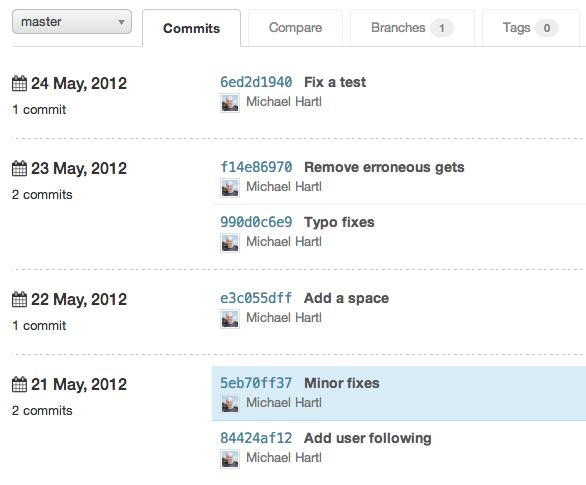 master
Commits
Compare
Branches 1
Tags 0
24 May, 2012
1 commit
6ed2d1940 Fix a test
Michael Hartl
23 May, 2012
2 commits
f14e86970 Remove erroneous gets
Michael Hartl
990d0c6e9 Typo fixes
Michael Hartl
22 May, 2012
1 commit
e3c055dff Add a space
Michael Hartl
21 May, 2012
2 commits
5eb70ff37 Minor fixes
Michael Hartl
84424af12 Add user following
Michael Hartl